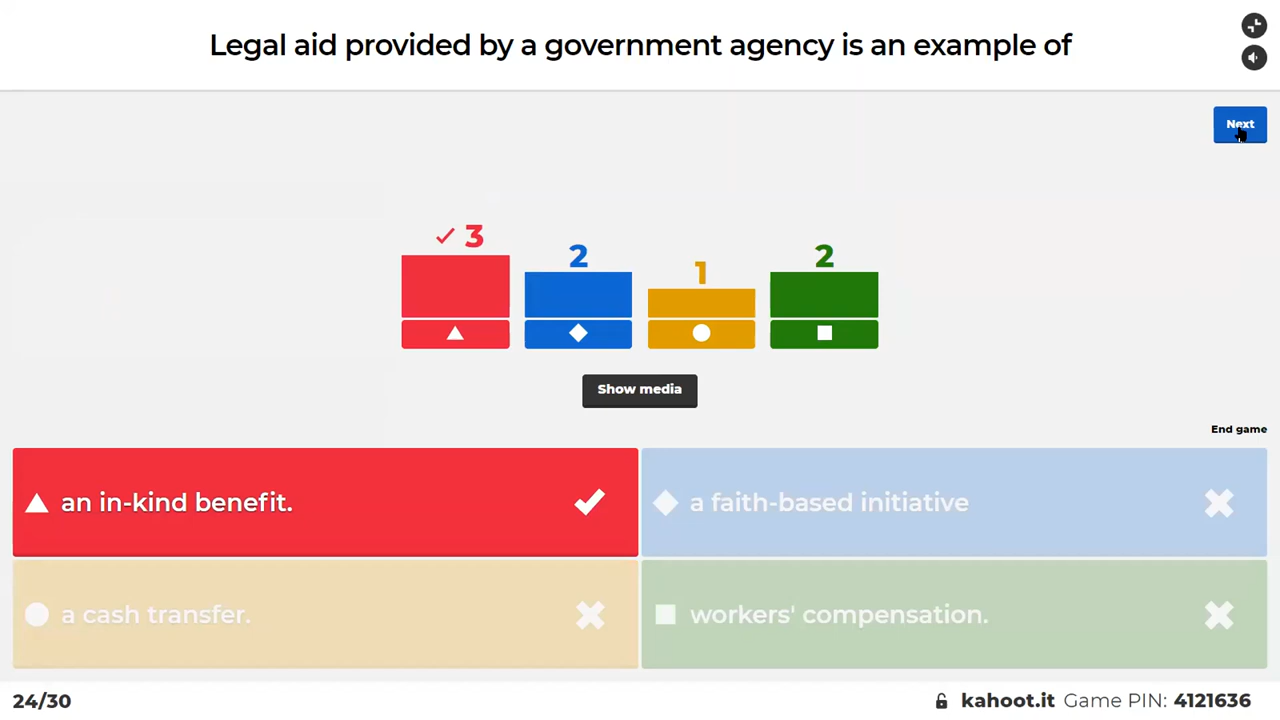 Legal aid provided by a government agency is an example of
Next
3
2
1
2
Show media
End game
an in-kind benefit.
a faith-based initiative
a cash transfer.
workers' compensation.
24/30
kahoot.it Game PIN: 4121636